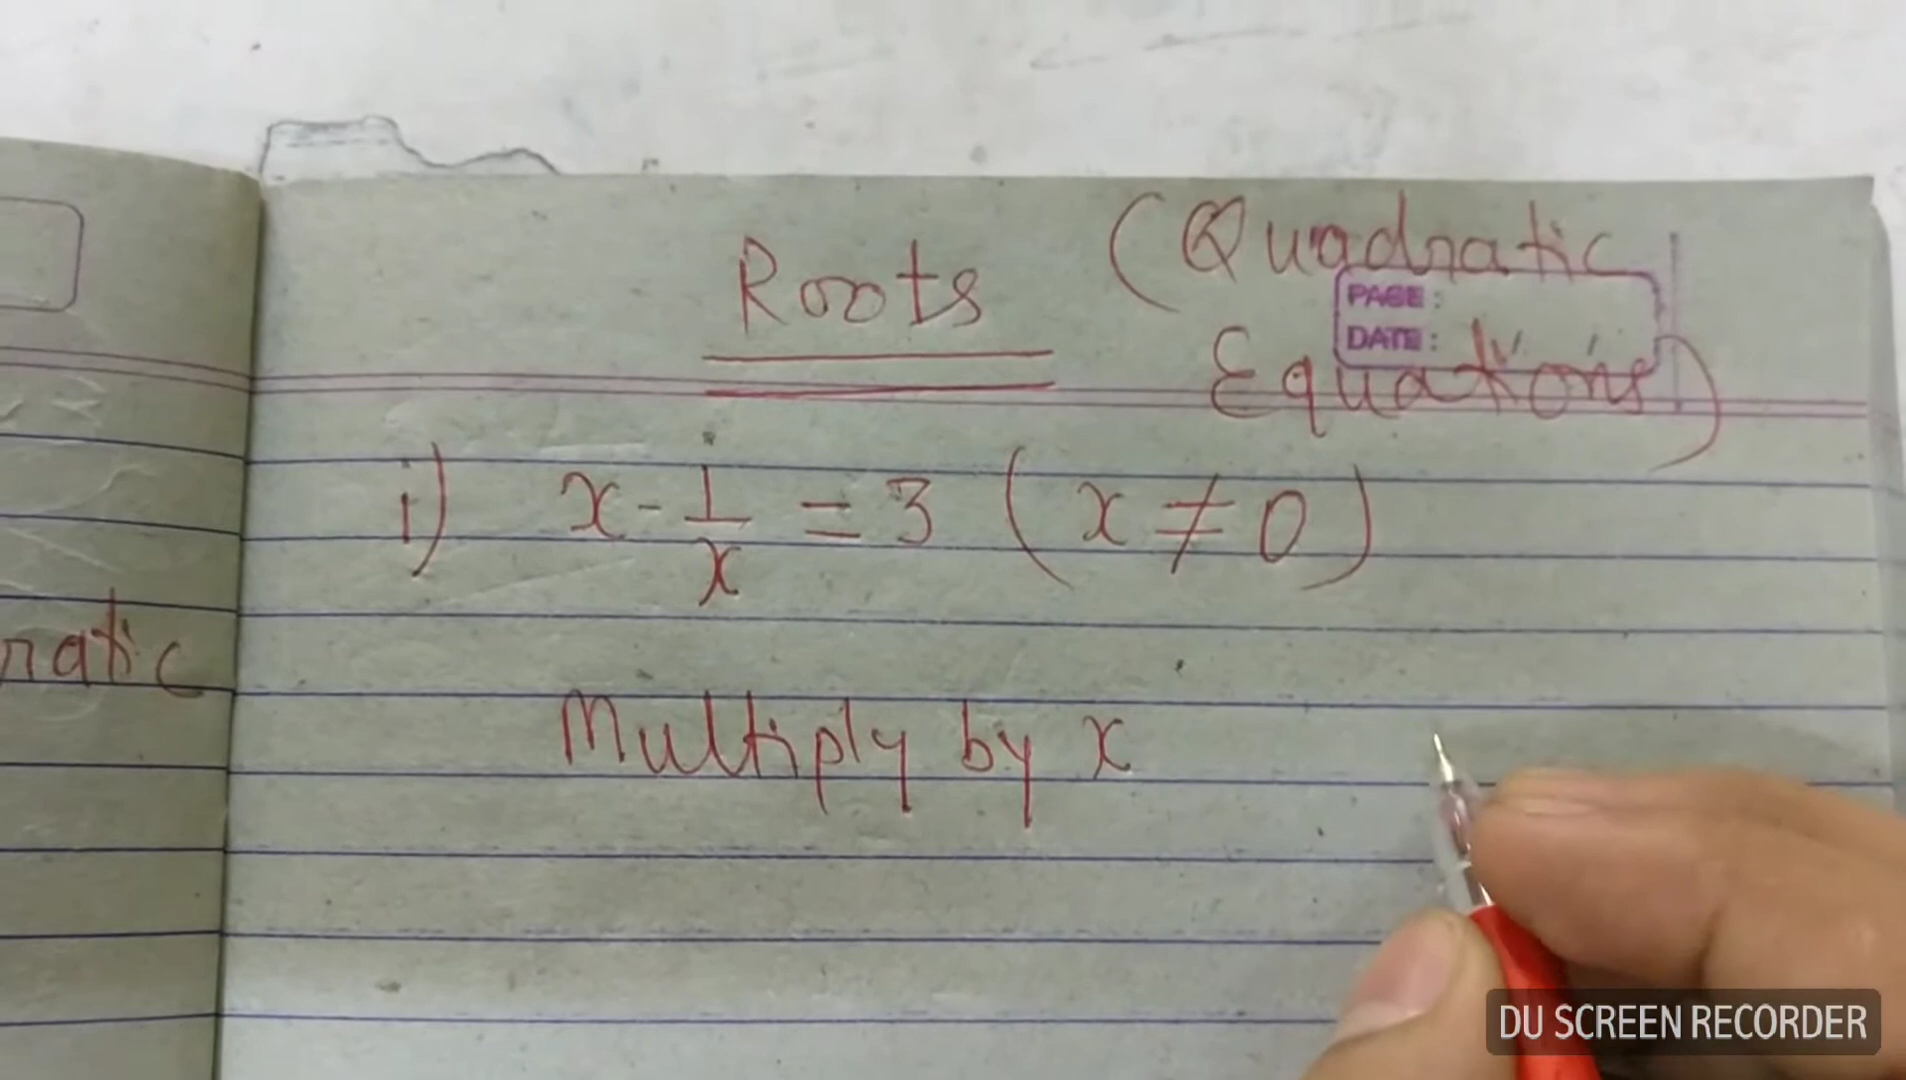 Roots (Quadratic
PAGE :
DATE :
Equations)
i) x - 1/x = 3 (x ≠ 0)
ratic
Multiply by x
DU SCREEN RECORDER